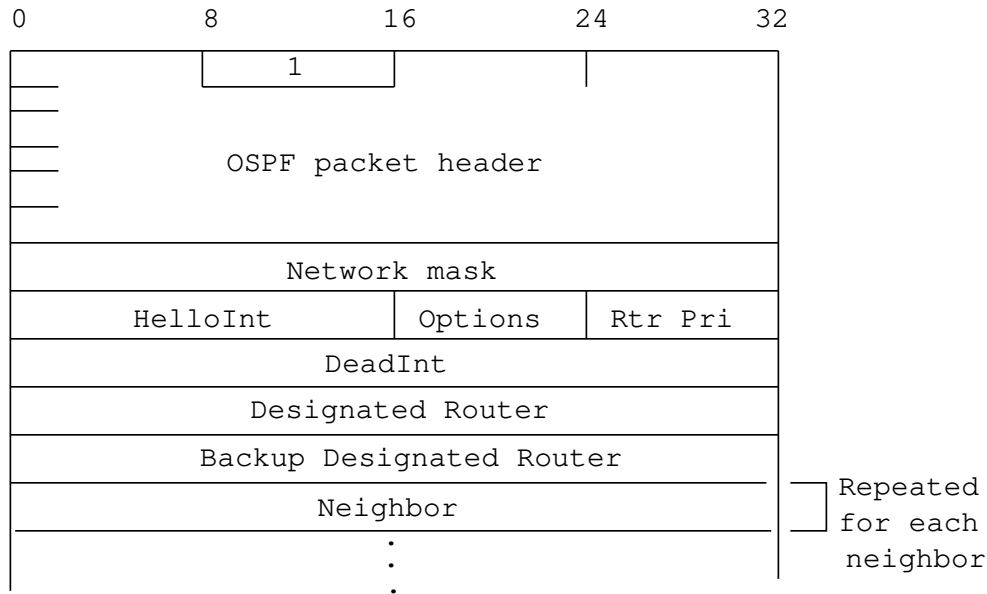 0 8 16 24 32
1
OSPF packet header
Network mask
HelloInt Options Rtr Pri
DeadInt
Designated Router
Backup Designated Router
Neighbor
Repeated
for each
neighbor